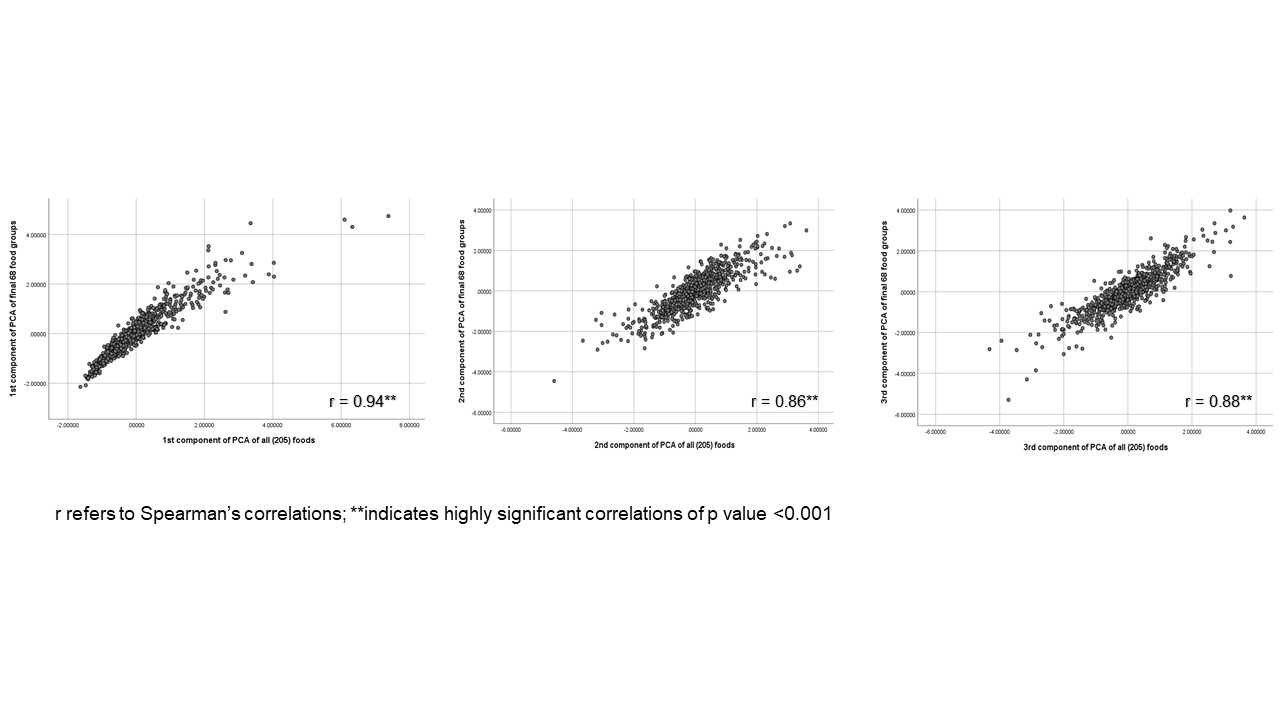 1st component of PCA of final 68 food groups
4.00000
2.00000
.00000
-2.00000
r = 0.94**
-2.00000 .00000 2.00000 4.00000 6.00000 8.00000
1st component of PCA of all (205) foods
2nd component of PCA of final 68 food groups
4.00000
2.00000
.00000
-2.00000
-4.00000
-6.00000
r = 0.86**
-6.00000 -4.00000 -2.00000 .00000 2.00000 4.00000
2nd component of PCA of all (205) foods
3rd component of PCA of final 68 food groups
4.00000
2.00000
.00000
-2.00000
-4.00000
-6.00000
r = 0.88**
-6.00000 -4.00000 -2.00000 .00000 2.00000 4.00000
3rd component of PCA of all (205) foods
r refers to Spearman’s correlations; **indicates highly significant correlations of p value <0.001